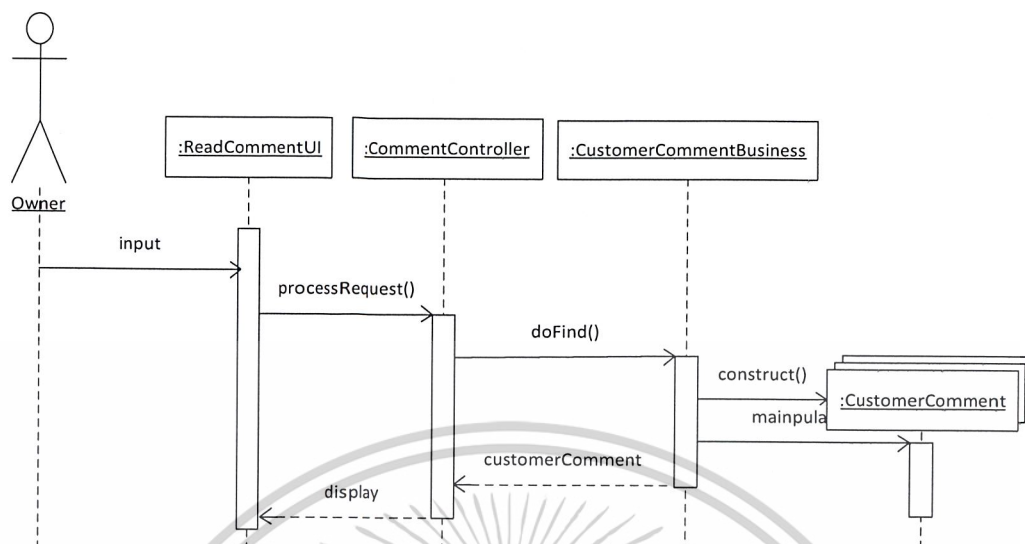 :ReadCommentUI
:CommentController
:CustomerCommentBusiness
Owner
input
processRequest()
doFind()
construct()
:CustomerComment
mainpula
customerComment
display